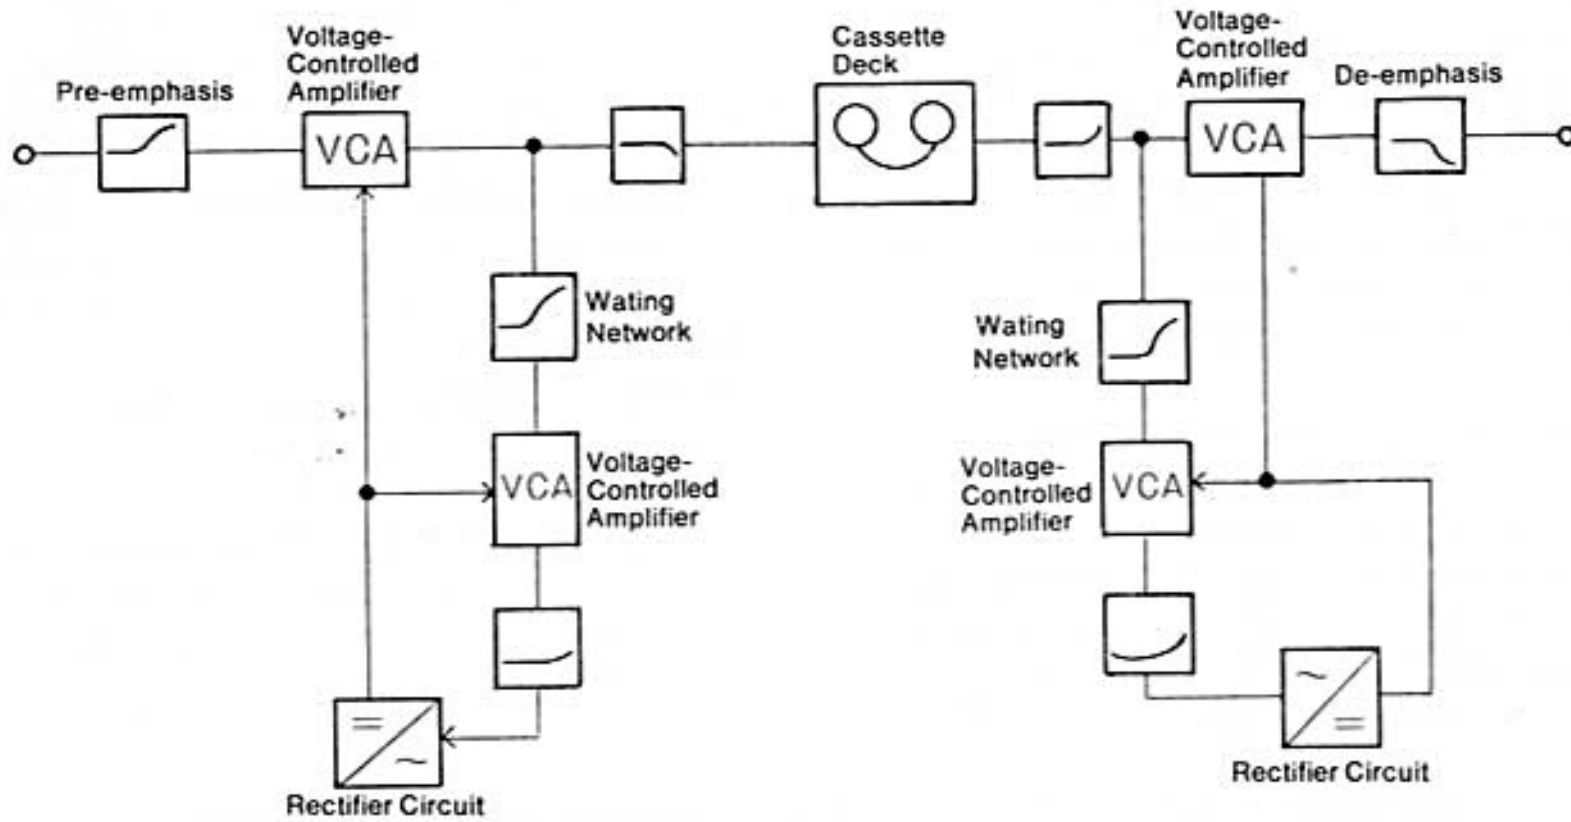 Voltage-
Controlled
Amplifier
Cassette
Deck
Voltage-
Controlled
Amplifier
Pre-emphasis
De-emphasis
VCA
VCA
Wating
Network
Wating
Network
VCA
Voltage-
Controlled
Amplifier
Voltage-
Controlled
Amplifier
VCA
Rectifier Circuit
Rectifier Circuit